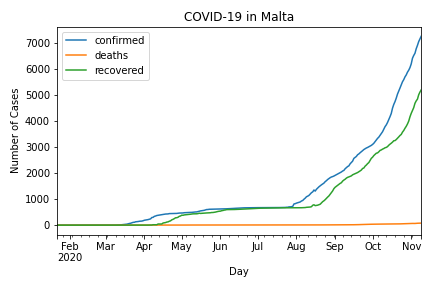 COVID-19 in Malta
confirmed
deaths
recovered
Number of Cases
7000
6000
5000
4000
3000
2000
1000
0
Feb Mar Apr May Jun Jul Aug Sep Oct Nov
2020
Day